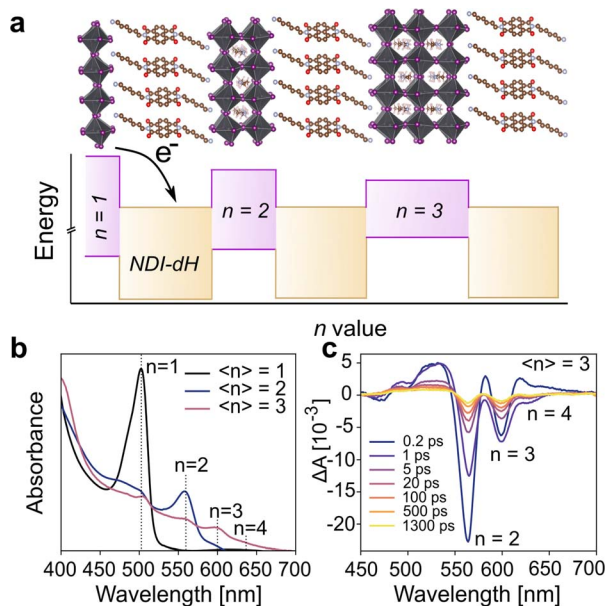 a
e-
Energy
n = 1
NDI-dH
n = 2
n = 3
n value
b
Absorbance
n=1
<n> = 1
<n> = 2
<n> = 3
n=2
n=3
n=4
400 450 500 550 600 650 700
Wavelength [nm]
c
<n> = 3
ΔA [10-3]
5
0
-5
-10
-15
-20
0.2 ps
1 ps
5 ps
20 ps
100 ps
500 ps
1300 ps
n = 4
n = 3
n = 2
450 500 550 600 650 700
Wavelength [nm]